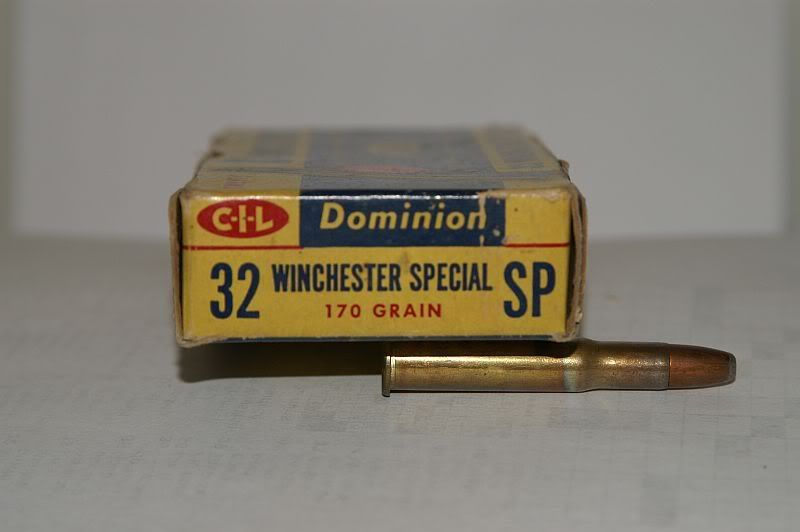 C-I-L Dominion
32 WINCHESTER SPECIAL SP
170 GRAIN